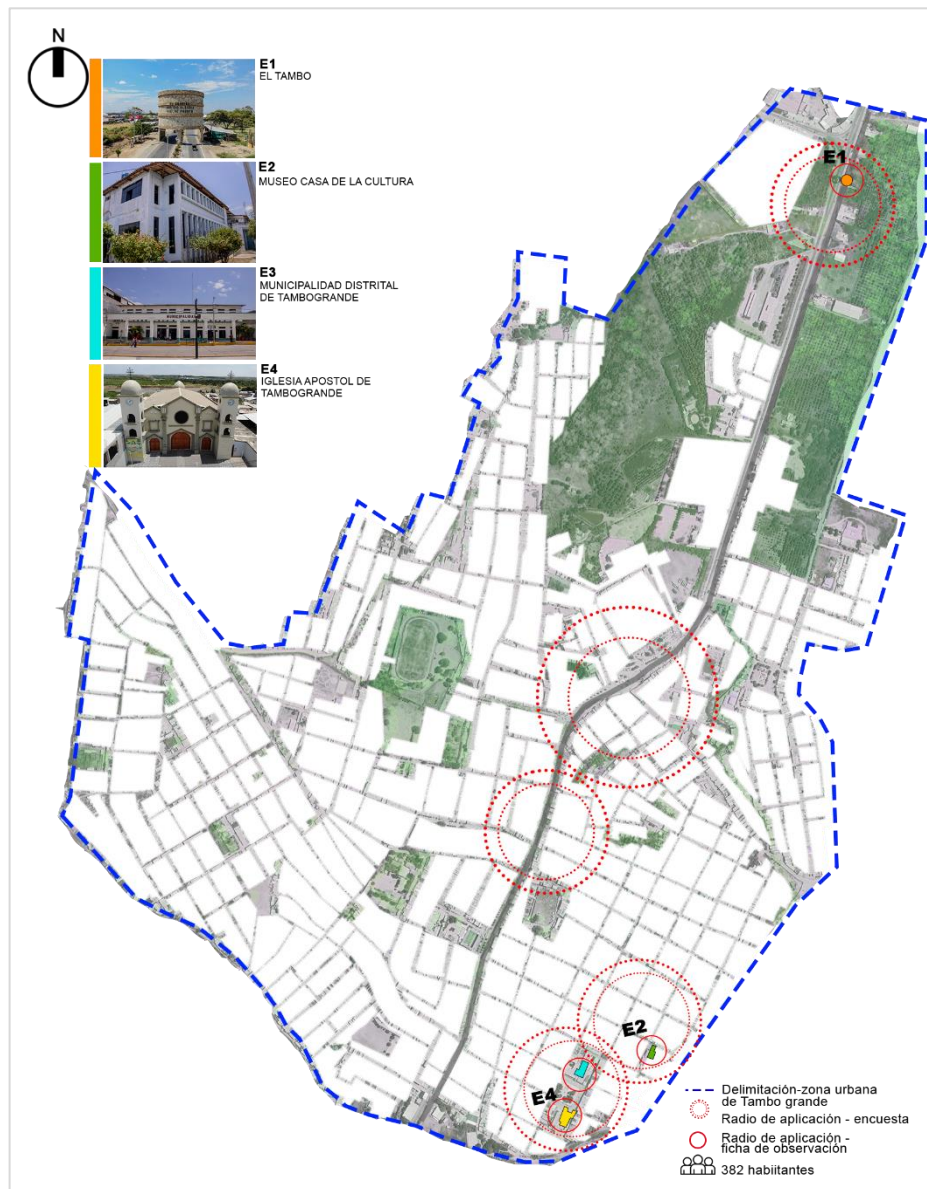 N
E1
EL TAMBO
E2
MUSEO CASA DE LA CULTURA
E3
MUNICIPALIDAD DISTRITAL
DE TAMBOGRANDE
E4
IGLESIA APOSTOL DE
TAMBOGRANDE
E1
E2
E4
Delimitación-zona urbana
de Tambo grande
Radio de aplicación - encuesta
Radio de aplicación -
ficha de observación
382 habiitantes